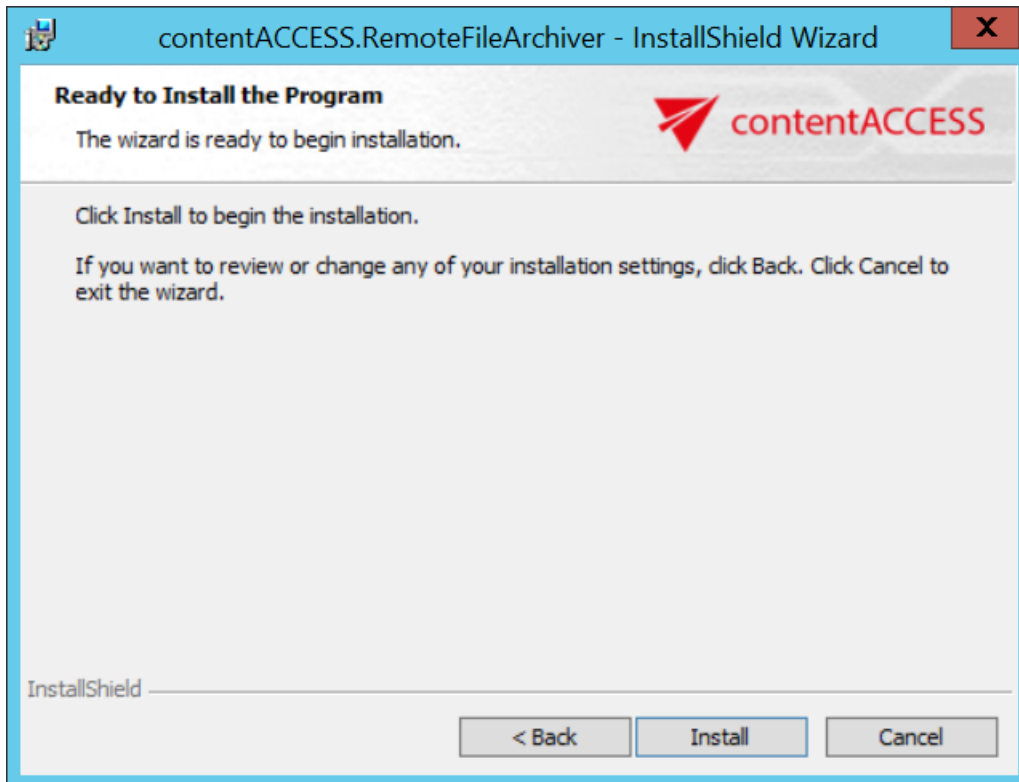 contentACCESS.RemoteFileArchiver - InstallShield Wizard
X
Ready to Install the Program
The wizard is ready to begin installation.
contentACCESS
Click Install to begin the installation.
If you want to review or change any of your installation settings, click Back. Click Cancel to
exit the wizard.
InstallShield
< Back
Install
Cancel